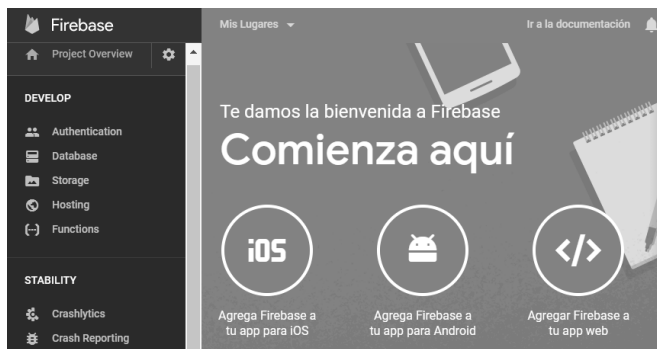 Firebase
Mis Lugares
Ir a la documentación
Project Overview
DEVELOP
Authentication
Database
Storage
Hosting
Functions
STABILITY
Crashlytics
Crash Reporting
Te damos la bienvenida a Firebase
Comienza aquí
iOS
</>
Agrega Firebase a
tu app para iOS
Agrega Firebase a
tu app para Android
Agregar Firebase a
tu app web